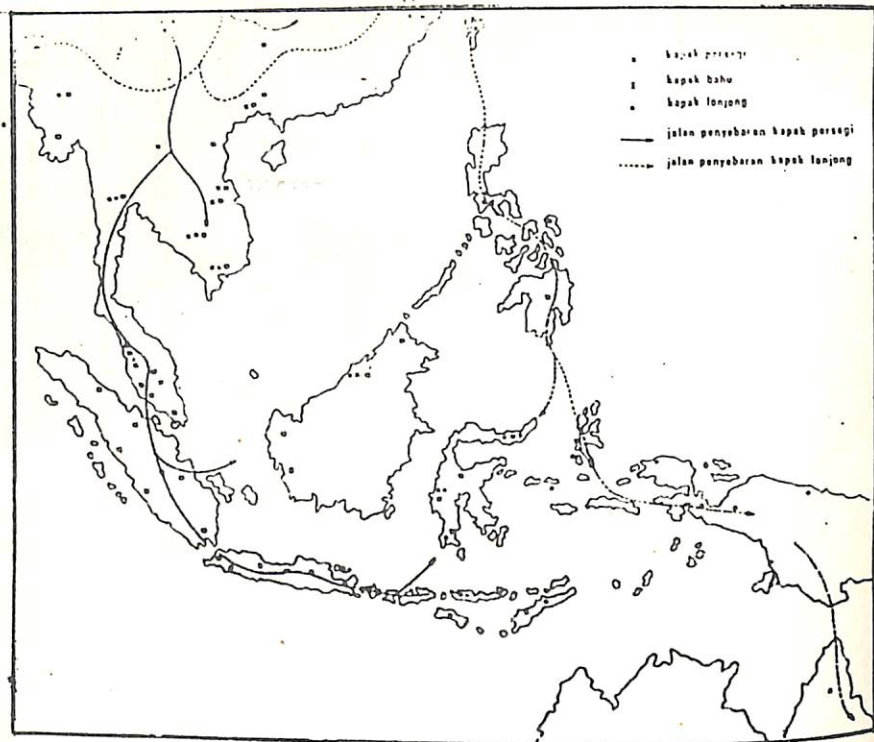 kapak persegi
kapak bahu
kapak lonjong
jalan penyebaran kapak persegi
jalan penyebaran kapak lonjong